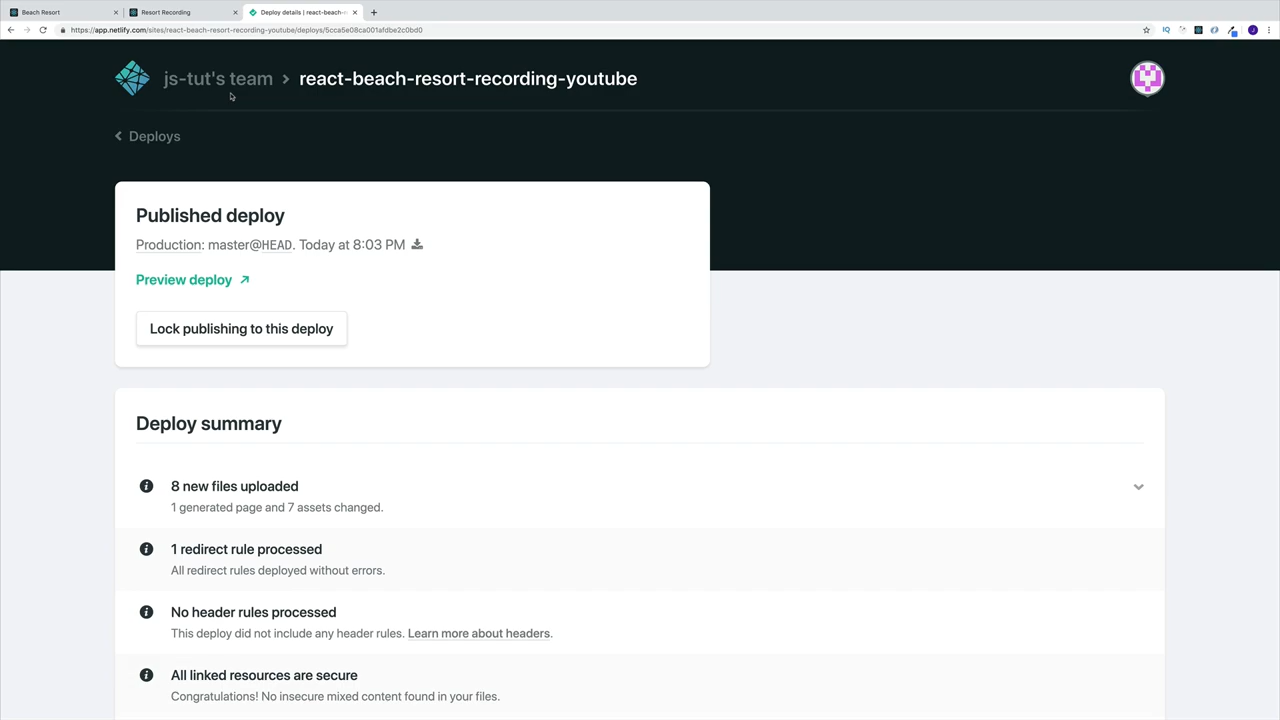 Beach Resort
Resort Recording
Deploy details | react-beach-
https://app.netlify.com/sites/react-beach-resort-recording-youtube/deploys/5cca5e08ca001afdbe2c0bd0
IQ
J
js-tut's team > react-beach-resort-recording-youtube
Deploys
Published deploy
Production: master@HEAD. Today at 8:03 PM
Preview deploy
Lock publishing to this deploy
Deploy summary
8 new files uploaded
1 generated page and 7 assets changed.
1 redirect rule processed
All redirect rules deployed without errors.
No header rules processed
This deploy did not include any header rules. Learn more about headers.
All linked resources are secure
Congratulations! No insecure mixed content found in your files.